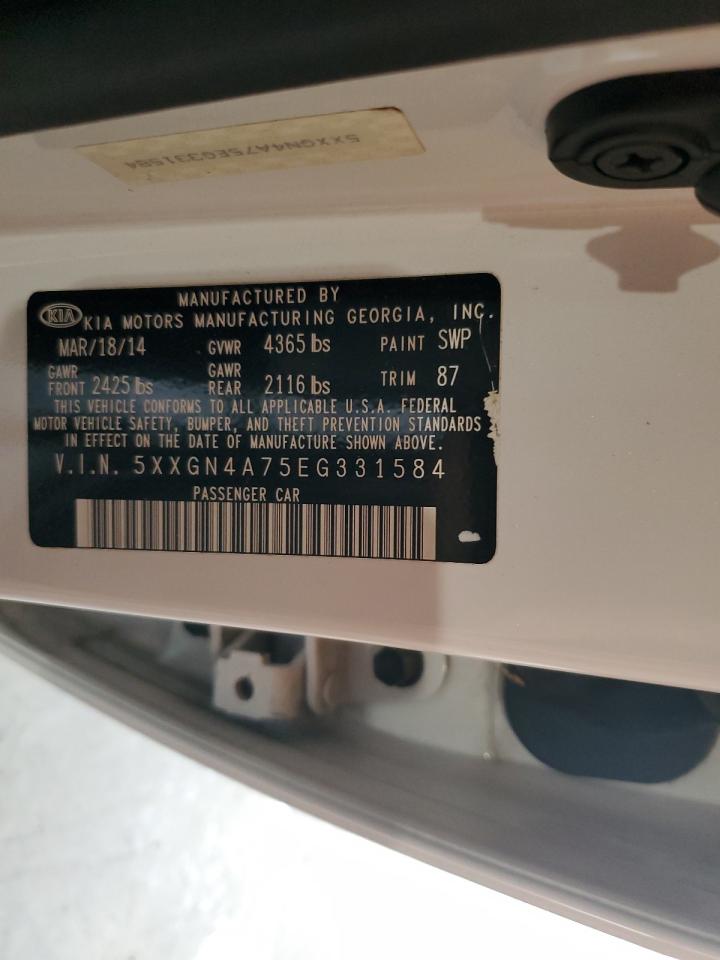 5XXGN4A75EG331584
MANUFACTURED BY
KIA KIA MOTORS MANUFACTURING GEORGIA, INC.
MAR/18/14 GVWR 4365 lbs PAINT SWP
GAWR FRONT 2425 lbs GAWR REAR 2116 lbs TRIM 87
THIS VEHICLE CONFORMS TO ALL APPLICABLE U.S.A. FEDERAL
MOTOR VEHICLE SAFETY, BUMPER, AND THEFT PREVENTION STANDARDS
IN EFFECT ON THE DATE OF MANUFACTURE SHOWN ABOVE.
V.I.N. 5XXGN4A75EG331584
PASSENGER CAR